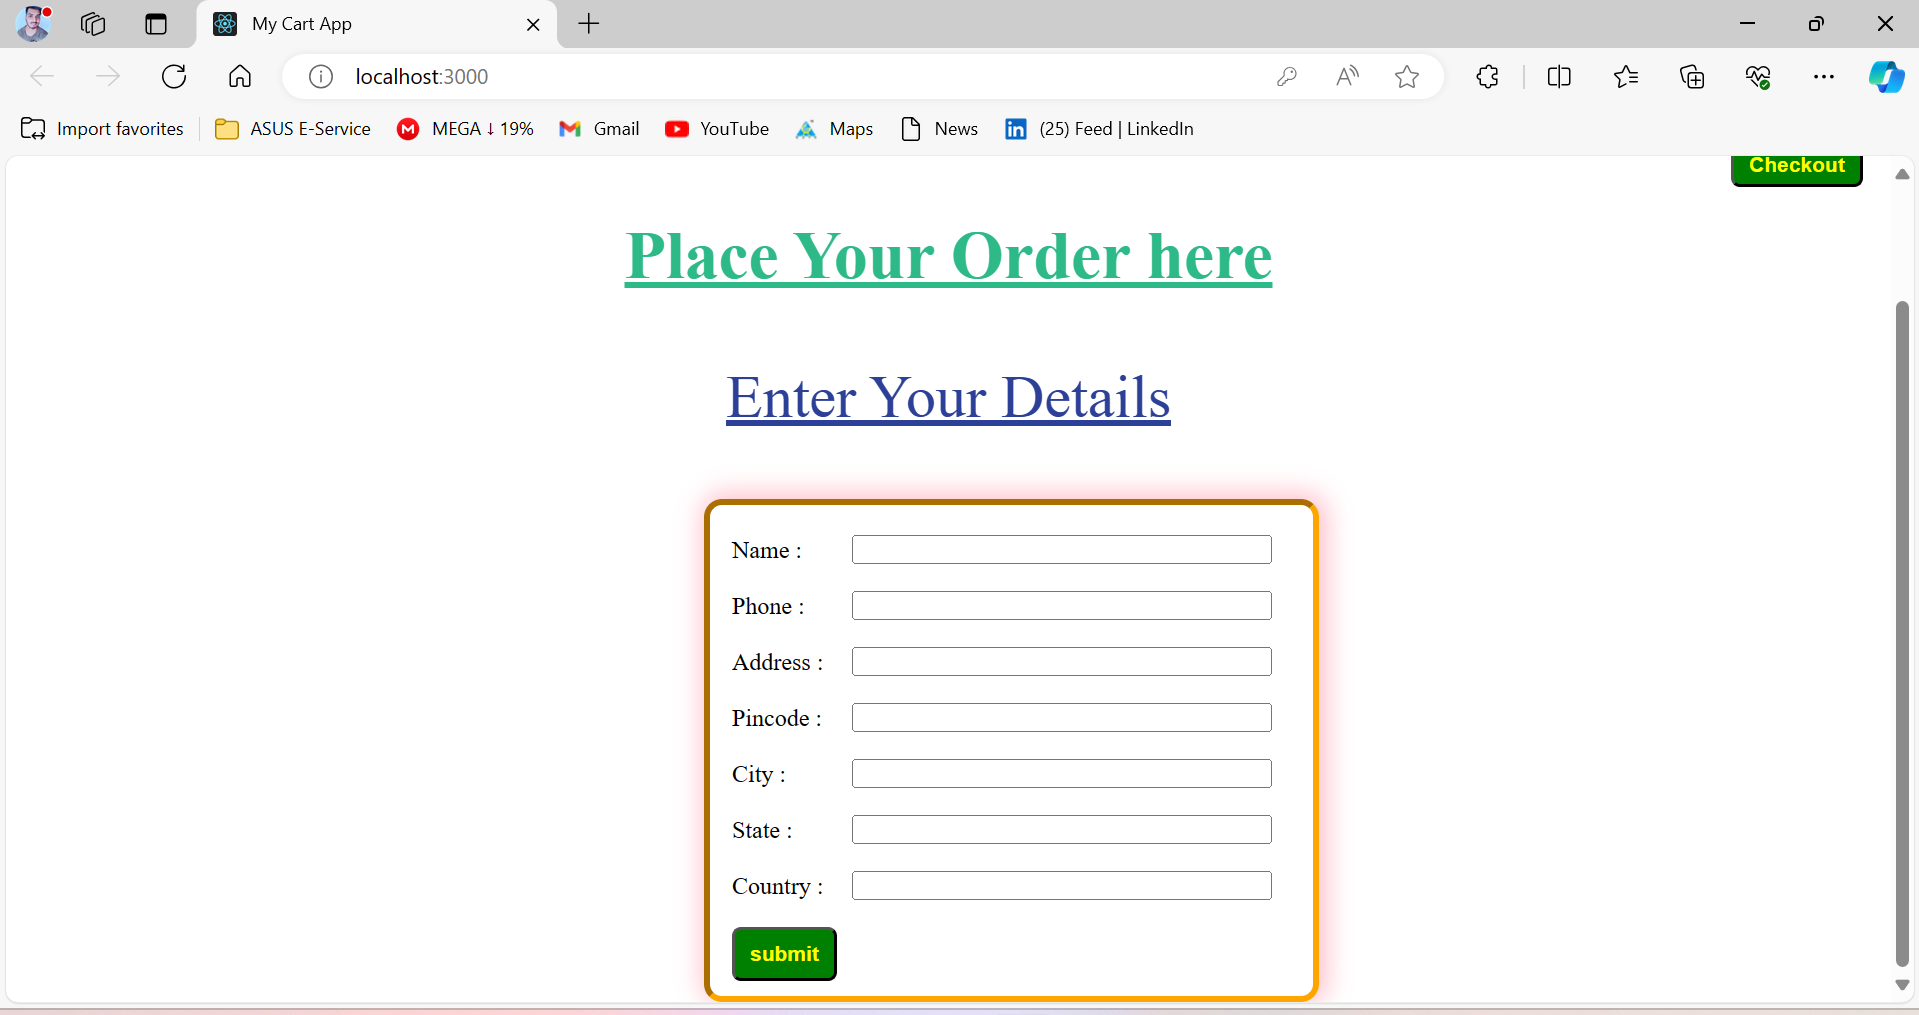 My Cart App
localhost:3000
Import favorites ASUS E-Service MEGA ↓ 19% Gmail YouTube Maps News (25) Feed | LinkedIn
Checkout
Place Your Order here
Enter Your Details
Name :
Phone :
Address :
Pincode :
City :
State :
Country :
submit